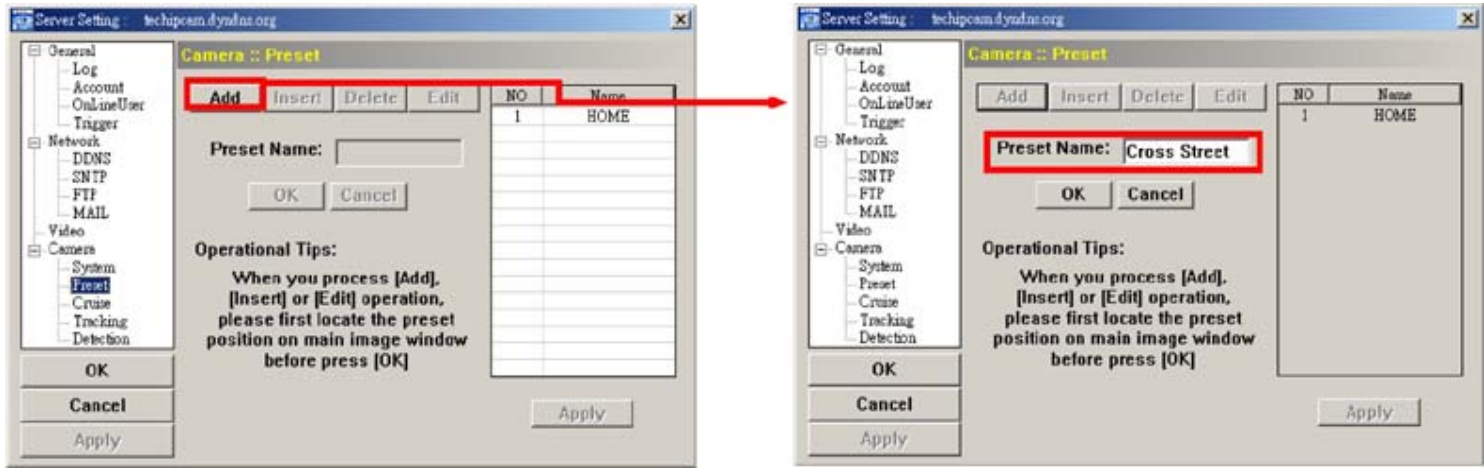 Server Setting : techipcam.dyndns.org
General
Log
Account
OnLineUser
Trigger
Network
DDNS
SNTP
FTP
MAIL
Video
Camera
System
Preset
Cruise
Tracking
Detection
OK
Cancel
Apply
Camera :: Preset
Add Insert Delete Edit
Preset Name:
OK Cancel
Operational Tips:
When you process [Add],
[Insert] or [Edit] operation,
please first locate the preset
position on main image window
before press [OK]
NO Name
1 HOME
Apply
Server Setting : techipcam.dyndns.org
General
Log
Account
OnLineUser
Trigger
Network
DDNS
SNTP
FTP
MAIL
Video
Camera
System
Preset
Cruise
Tracking
Detection
OK
Cancel
Apply
Camera :: Preset
Add Insert Delete Edit
Preset Name: Cross Street
OK Cancel
Operational Tips:
When you process [Add],
[Insert] or [Edit] operation,
please first locate the preset
position on main image window
before press [OK]
NO Name
1 HOME
Apply